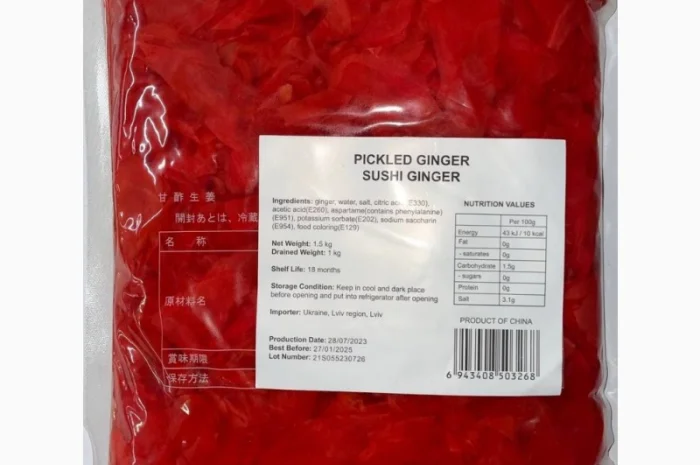 PICKLED GINGER
SUSHI GINGER
Ingredients: ginger, water, salt, citric acid(E330),
acetic acid(E260), aspartame(contains phenylalanine)
(E951), potassium sorbate(E202), sodium saccharin
(E954), food coloring(E129)
Net Weight: 1.5 kg
Drained Weight: 1 kg
Shelf Life: 18 months
Storage Condition: Keep in cool and dark place
before opening and put into refrigerator after opening
Importer: Ukraine, Lviv region, Lviv
Production Date: 28/07/2023
Best Before: 27/01/2025
Lot Number: 21S055230726
NUTRITION VALUES
Per 100g
Energy 43 kJ / 10 kcal
Fat 0g
- saturates 0g
Carbohydrate 1.5g
- sugars 0g
Protein 0g
Salt 3.1g
PRODUCT OF CHINA
6 943408 503268
甘酢生姜
開封あとは、冷蔵
名 称
原材料名
賞味期限
保存方法